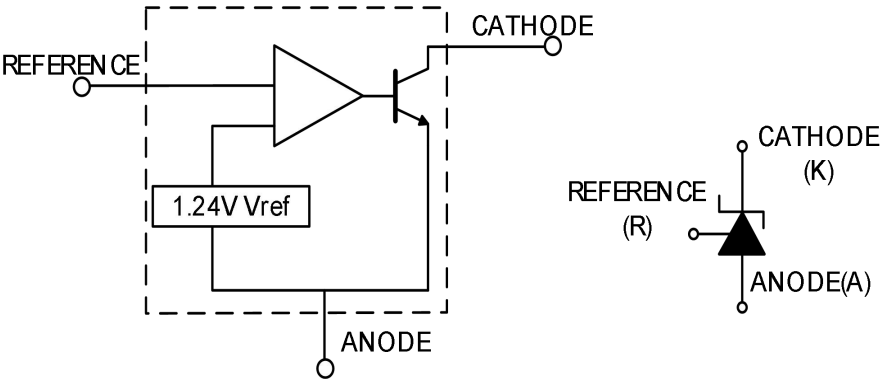 CATHODE
REFERENCE
1.24V Vref
ANODE
CATHODE
(K)
REFERENCE
(R)
ANODE(A)